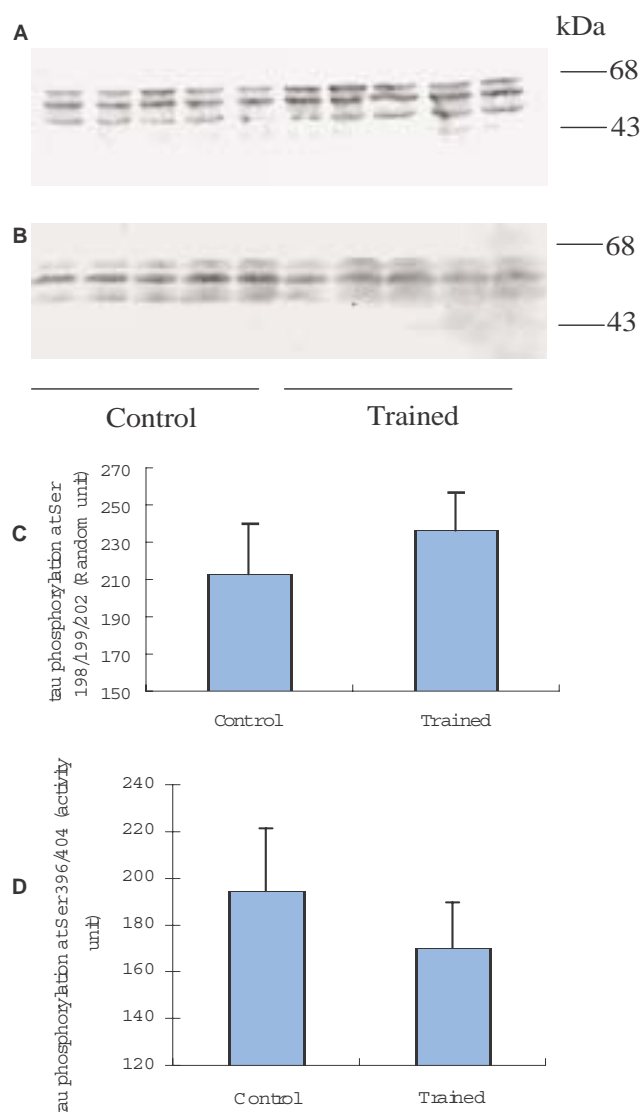 A
kDa
68
43
B
68
43
Control
Trained
C
tau phosphorylation at Ser
198/199/202 (Random unit)
270
250
230
210
190
170
150
Control
Trained
D
tau phosphorylation at Ser396/404 (activity
unit)
240
220
200
180
160
140
120
Control
Trained